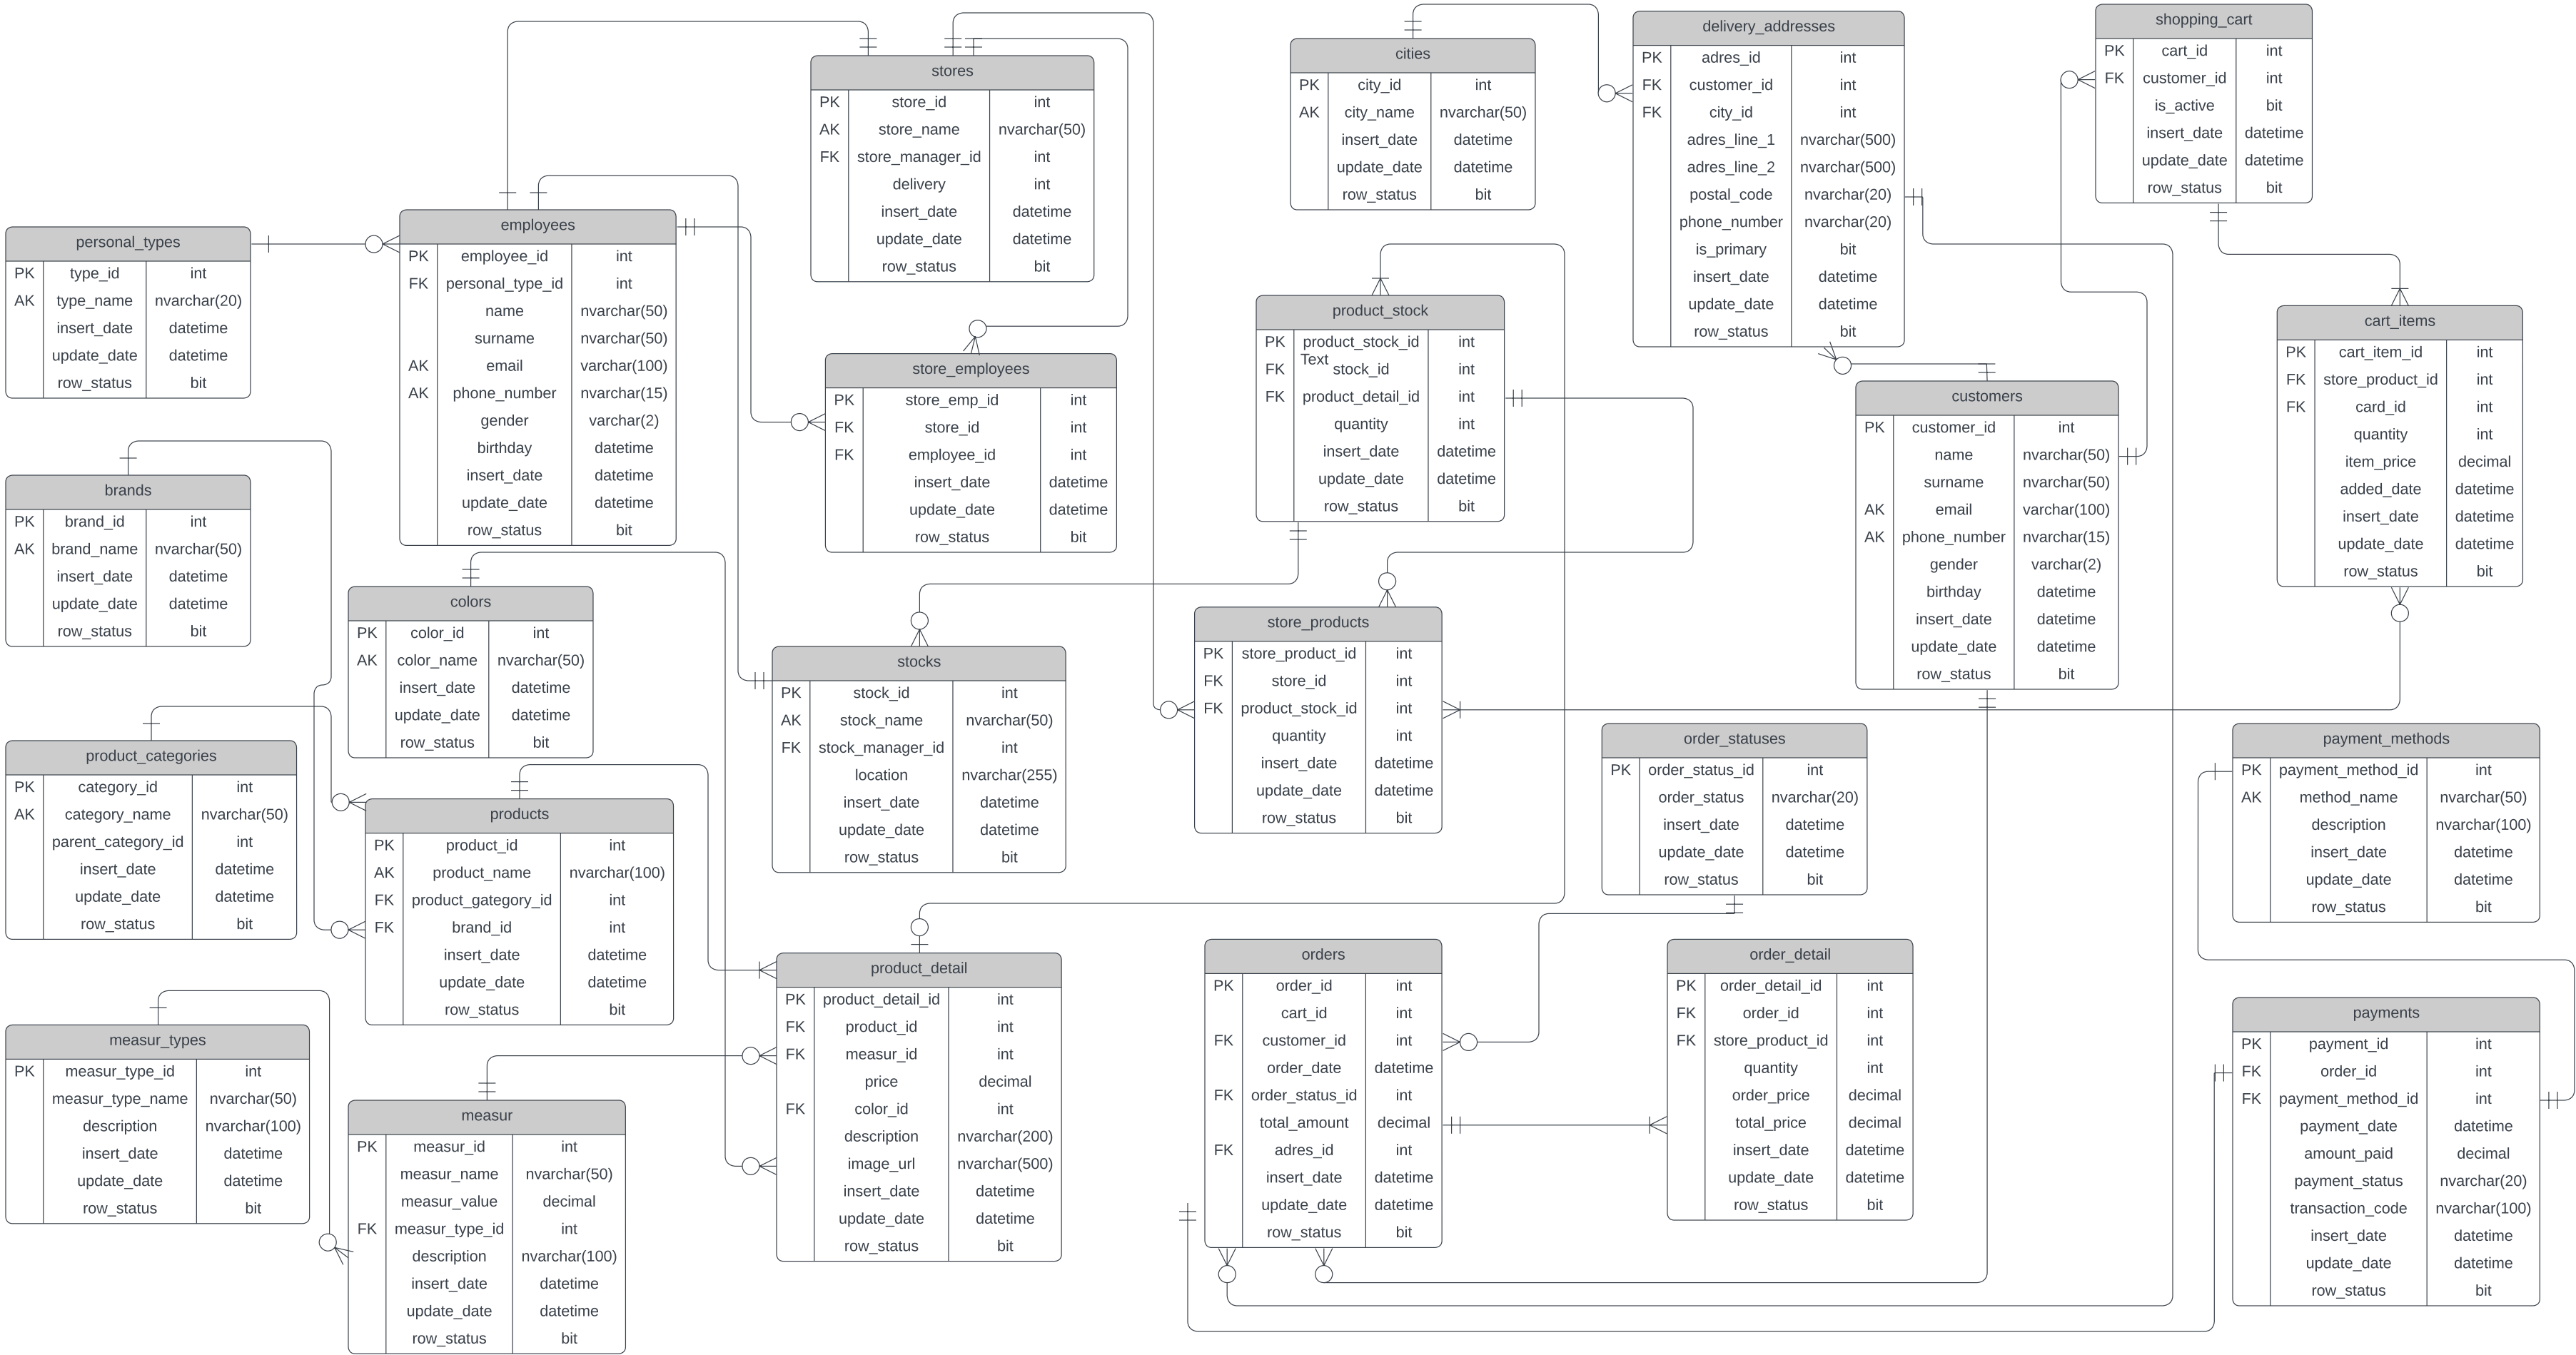 stores
PK store_id int
AK store_name nvarchar(50)
FK store_manager_id int
delivery int
insert_date datetime
update_date datetime
row_status bit
cities
PK city_id int
AK city_name nvarchar(50)
insert_date datetime
update_date datetime
row_status bit
delivery_addresses
PK adres_id int
FK customer_id int
FK city_id int
adres_line_1 nvarchar(500)
adres_line_2 nvarchar(500)
postal_code nvarchar(20)
phone_number nvarchar(20)
is_primary bit
insert_date datetime
update_date datetime
row_status bit
shopping_cart
PK cart_id int
FK customer_id int
is_active bit
insert_date datetime
update_date datetime
row_status bit
personal_types
PK type_id int
AK type_name nvarchar(20)
insert_date datetime
update_date datetime
row_status bit
employees
PK employee_id int
FK personal_type_id int
name nvarchar(50)
surname nvarchar(50)
AK email varchar(100)
AK phone_number nvarchar(15)
gender varchar(2)
birthday datetime
insert_date datetime
update_date datetime
row_status bit
store_employees
PK store_emp_id int
FK store_id int
FK employee_id int
insert_date datetime
update_date datetime
row_status bit
product_stock
PK product_stock_id int
Text
FK stock_id int
FK product_detail_id int
quantity int
insert_date datetime
update_date datetime
row_status bit
customers
PK customer_id int
name nvarchar(50)
surname nvarchar(50)
AK email varchar(100)
AK phone_number nvarchar(15)
gender varchar(2)
birthday datetime
insert_date datetime
update_date datetime
row_status bit
cart_items
PK cart_item_id int
FK store_product_id int
FK card_id int
quantity int
item_price decimal
added_date datetime
insert_date datetime
update_date datetime
row_status bit
brands
PK brand_id int
AK brand_name nvarchar(50)
insert_date datetime
update_date datetime
row_status bit
colors
PK color_id int
AK color_name nvarchar(50)
insert_date datetime
update_date datetime
row_status bit
stocks
PK stock_id int
AK stock_name nvarchar(50)
FK stock_manager_id int
location nvarchar(255)
insert_date datetime
update_date datetime
row_status bit
store_products
PK store_product_id int
FK store_id int
FK product_stock_id int
quantity int
insert_date datetime
update_date datetime
row_status bit
order_statuses
PK order_status_id int
order_status nvarchar(20)
insert_date datetime
update_date datetime
row_status bit
payment_methods
PK payment_method_id int
AK method_name nvarchar(50)
description nvarchar(100)
insert_date datetime
update_date datetime
row_status bit
product_categories
PK category_id int
AK category_name nvarchar(50)
parent_category_id int
insert_date datetime
update_date datetime
row_status bit
products
PK product_id int
AK product_name nvarchar(100)
FK product_gategory_id int
FK brand_id int
insert_date datetime
update_date datetime
row_status bit
product_detail
PK product_detail_id int
FK product_id int
FK measur_id int
price decimal
FK color_id int
description nvarchar(200)
image_url nvarchar(500)
insert_date datetime
update_date datetime
row_status bit
orders
PK order_id int
cart_id int
FK customer_id int
order_date datetime
FK order_status_id int
total_amount decimal
FK adres_id int
insert_date datetime
update_date datetime
row_status bit
order_detail
PK order_detail_id int
FK order_id int
FK store_product_id int
quantity int
order_price decimal
total_price decimal
insert_date datetime
update_date datetime
row_status bit
payments
PK payment_id int
FK order_id int
FK payment_method_id int
payment_date datetime
amount_paid decimal
payment_status nvarchar(20)
transaction_code nvarchar(100)
insert_date datetime
update_date datetime
row_status bit
measur_types
PK measur_type_id int
measur_type_name nvarchar(50)
description nvarchar(100)
insert_date datetime
update_date datetime
row_status bit
measur
PK measur_id int
measur_name nvarchar(50)
measur_value decimal
FK measur_type_id int
description nvarchar(100)
insert_date datetime
update_date datetime
row_status bit